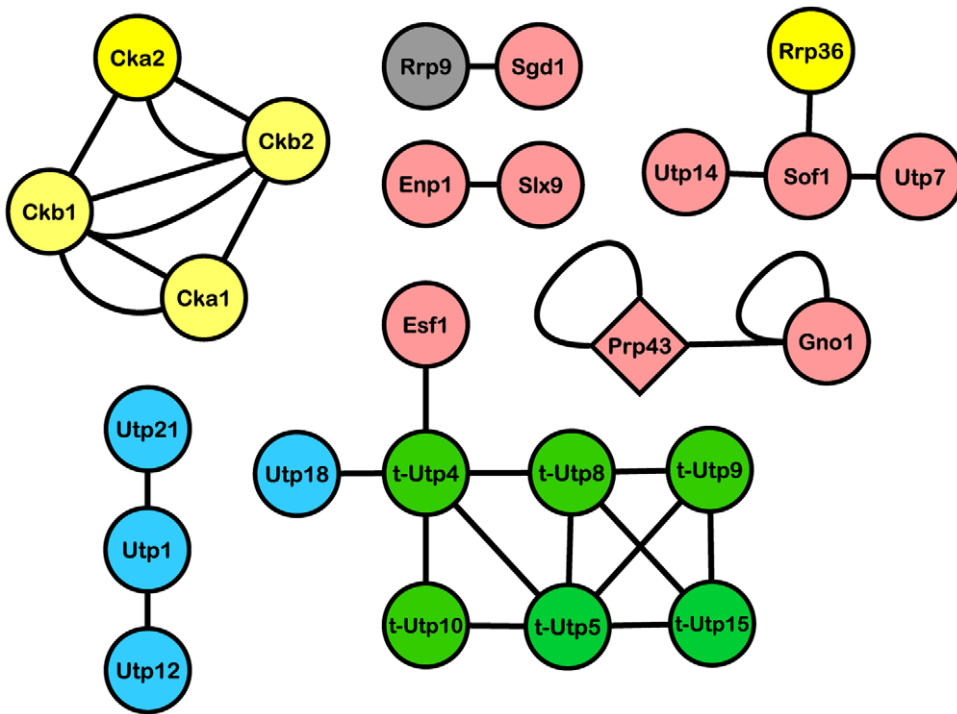 Cka2
Ckb2
Ckb1
Cka1
Rrp9
Sgd1
Enp1
Slx9
Rrp36
Utp14
Sof1
Utp7
Prp43
Gno1
Esf1
Utp18
t-Utp4
t-Utp8
t-Utp9
t-Utp10
t-Utp5
t-Utp15
Utp21
Utp1
Utp12